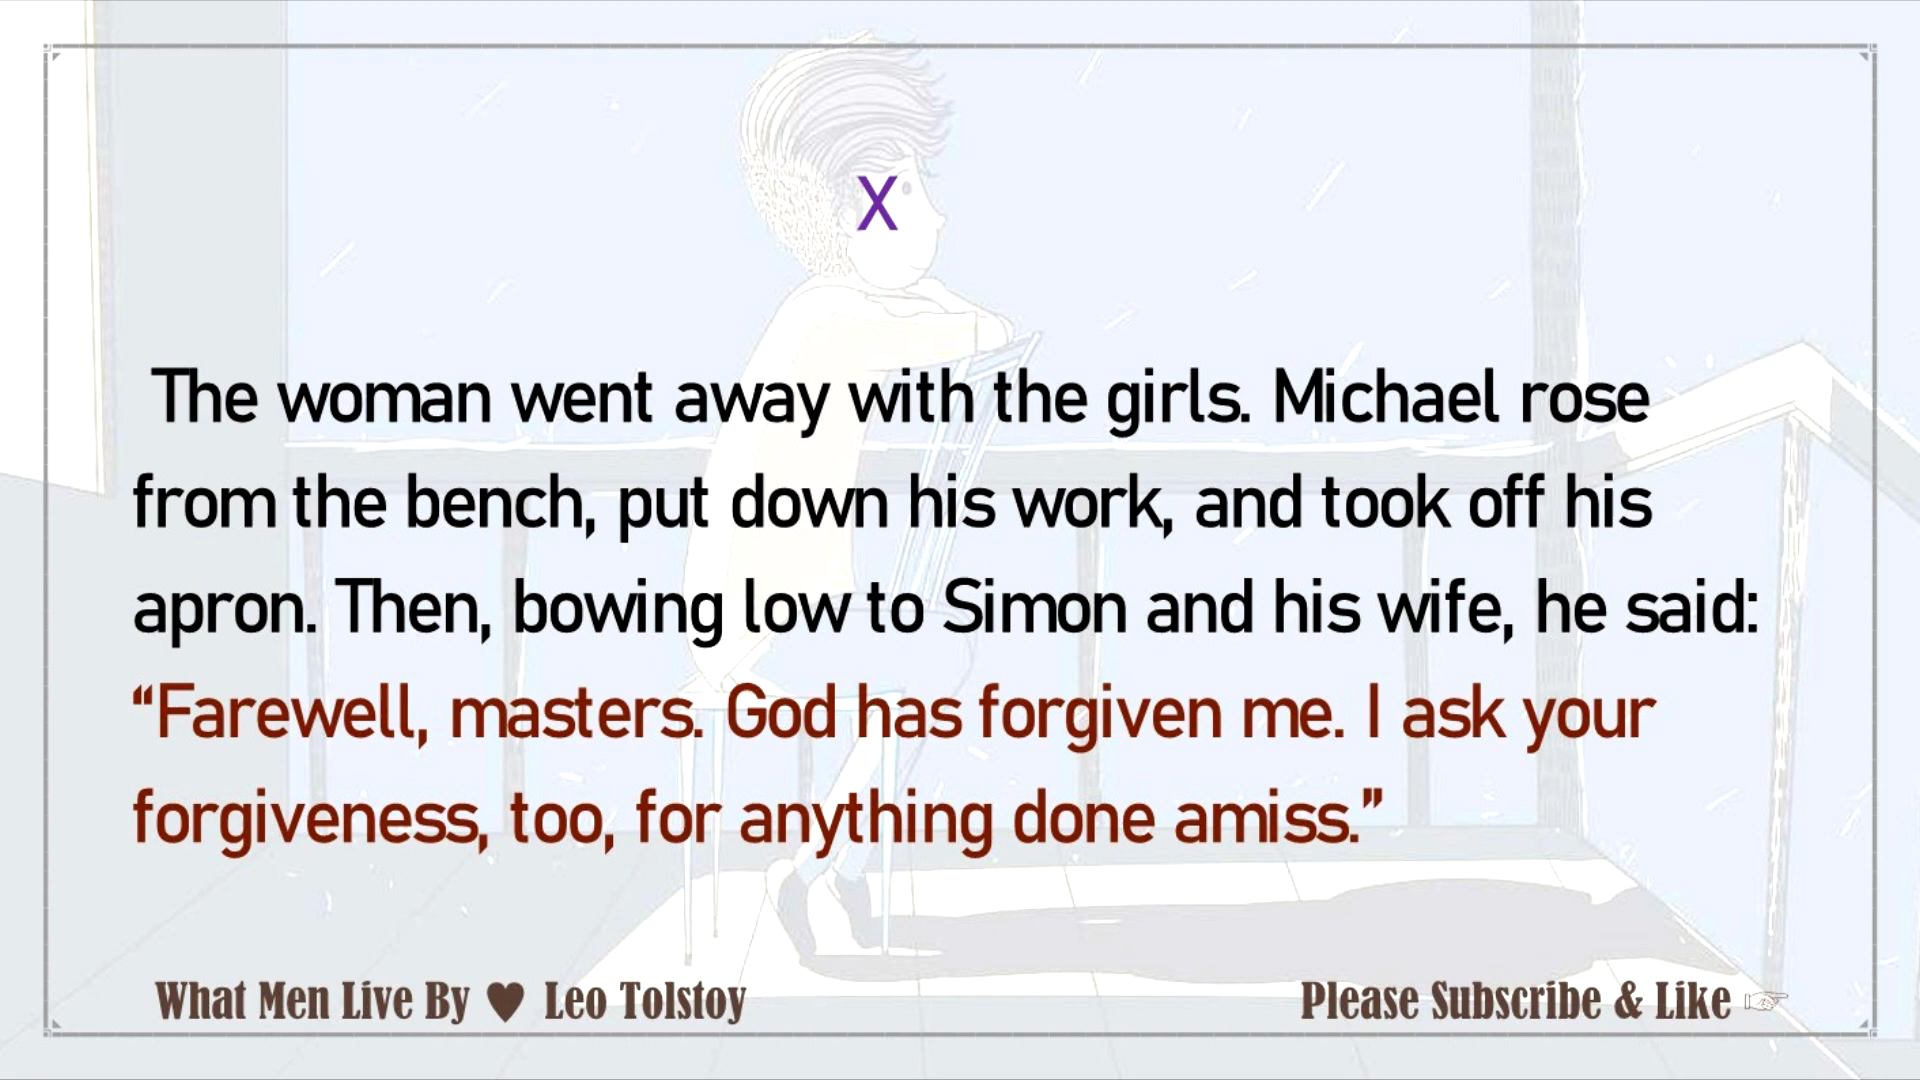 X
The woman went away with the girls. Michael rose
from the bench, put down his work, and took off his
apron. Then, bowing low to Simon and his wife, he said:
“Farewell, masters. God has forgiven me. I ask your
forgiveness, too, for anything done amiss.”
What Men Live By ♥ Leo Tolstoy
Please Subscribe & Like ☞